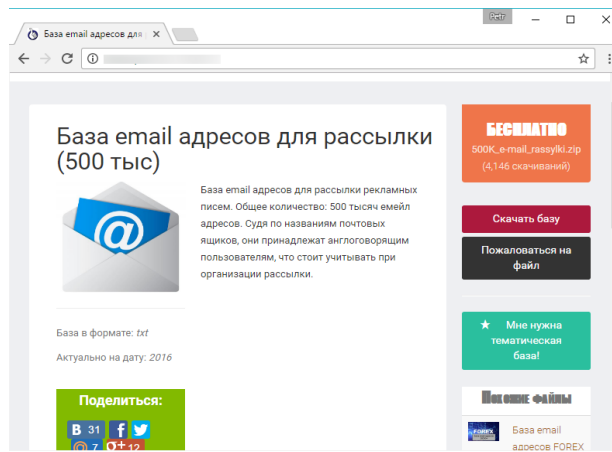 Petr
База email адресов для
База email адресов для рассылки
(500 тыс)
База email адресов для рассылки рекламных
писем. Общее количество: 500 тысяч емейл
адресов. Судя по названиям почтовых
ящиков, они принадлежат англоговорящим
пользователям, что стоит учитывать при
организации рассылки.
База в формате: txt
Актуально на дату: 2016
Поделиться:
В 31
f
@ 7
g+ 12
БЕСПЛАТНО
500K_e-mail_rassylki.zip
(4,146 скачиваний)
Скачать базу
Пожаловаться на
файл
Мне нужна
тематическая
база!
Похожие файлы
FOREX
База email
адресов FOREX